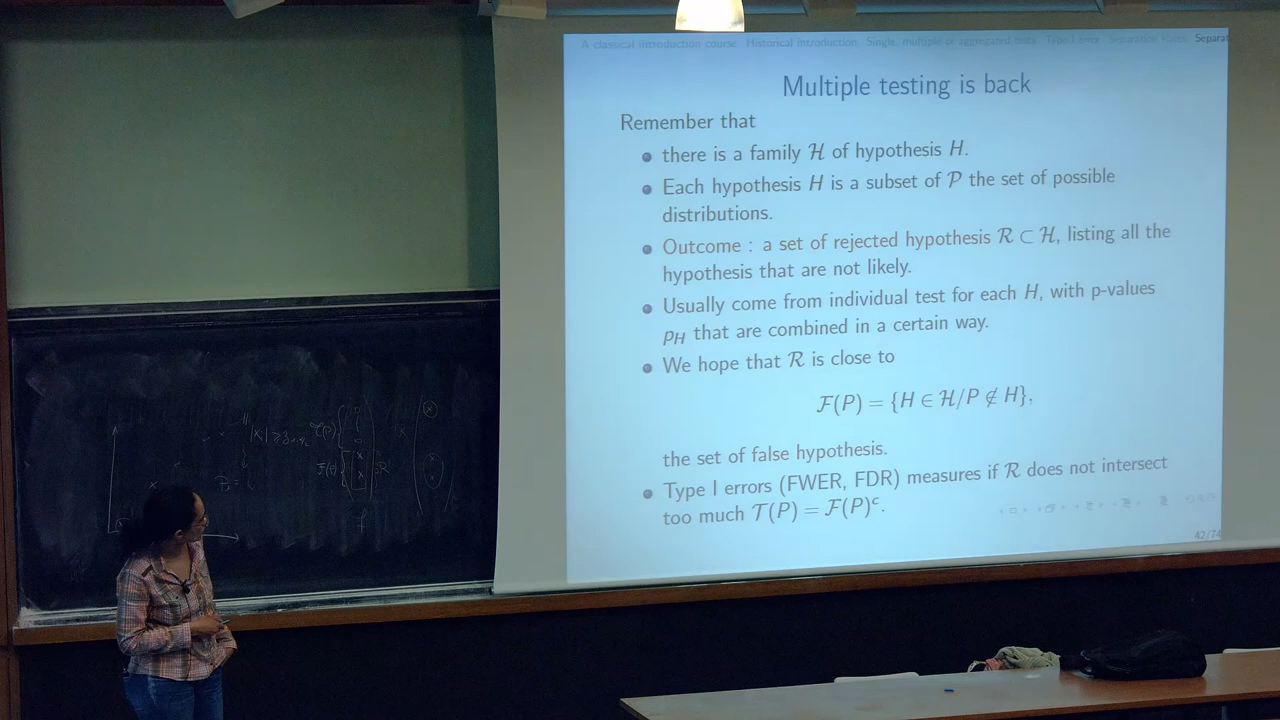 A classical introduction course Historical introduction Single, multiple or aggregated tests Type I error Separation Rates Separat
Multiple testing is back
Remember that
there is a family ℋ of hypothesis H.
Each hypothesis H is a subset of 𝒫 the set of possible
distributions.
Outcome : a set of rejected hypothesis ℛ ⊂ ℋ, listing all the
hypothesis that are not likely.
Usually come from individual test for each H, with p-values
p_H that are combined in a certain way.
We hope that ℛ is close to
ℱ(P) = {H ∈ ℋ/P ∉ H},
the set of false hypothesis.
Type I errors (FWER, FDR) measures if ℛ does not intersect
too much 𝒯(P) = ℱ(P)ᶜ.
42/74